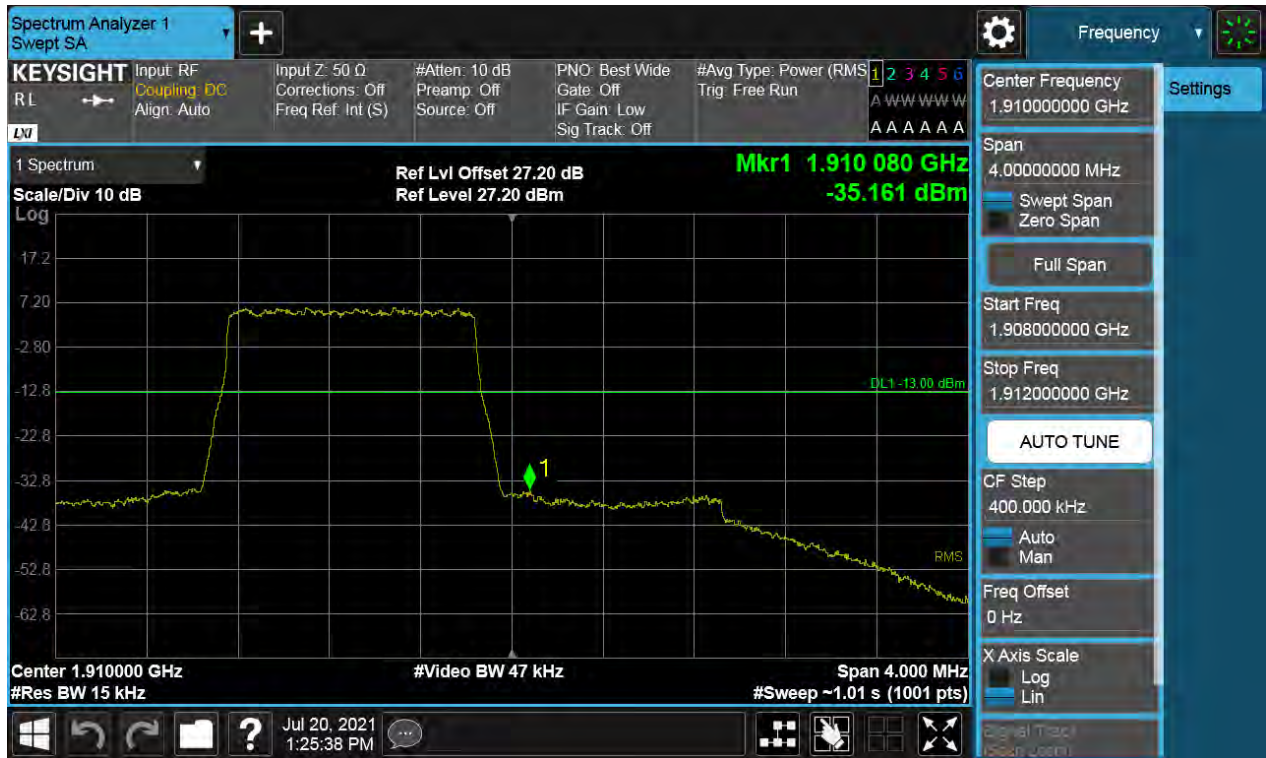 Spectrum Analyzer 1
Swept SA
+
Frequency
KEYSIGHT
R L
LXI
Input: RF
Coupling: DC
Align: Auto
Input Z: 50 Ω
Corrections: Off
Freq Ref: Int (S)
#Atten: 10 dB
Preamp: Off
Source: Off
PNO: Best Wide
Gate: Off
IF Gain: Low
Sig Track: Off
#Avg Type: Power (RMS
Trig: Free Run
1 2 3 4 5 6
A W W W W W
A A A A A A
1 Spectrum
Scale/Div 10 dB
Log
Ref Lvl Offset 27.20 dB
Ref Level 27.20 dBm
Mkr1 1.910 080 GHz
-35.161 dBm
17.2
7.20
-2.80
-12.8
-22.8
-32.8
-42.8
-52.8
-62.8
DL1 -13.00 dBm
1
RMS
Center 1.910000 GHz
#Res BW 15 kHz
#Video BW 47 kHz
Span 4.000 MHz
#Sweep ~1.01 s (1001 pts)
Center Frequency
1.910000000 GHz
Span
4.00000000 MHz
Swept Span
Zero Span
Full Span
Start Freq
1.908000000 GHz
Stop Freq
1.912000000 GHz
AUTO TUNE
CF Step
400.000 kHz
Auto
Man
Freq Offset
0 Hz
X Axis Scale
Log
Lin
Signal Track
(Span Zoom)
Settings
?
Jul 20, 2021
1:25:38 PM